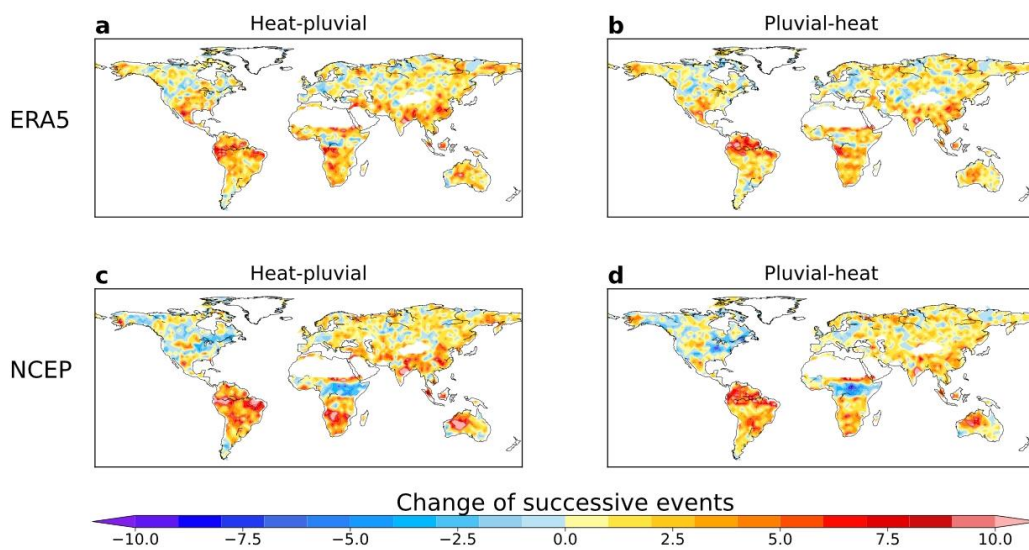 a Heat-pluvial
b Pluvial-heat
ERA5
c Heat-pluvial
d Pluvial-heat
NCEP
Change of successive events
−10.0 −7.5 −5.0 −2.5 0.0 2.5 5.0 7.5 10.0